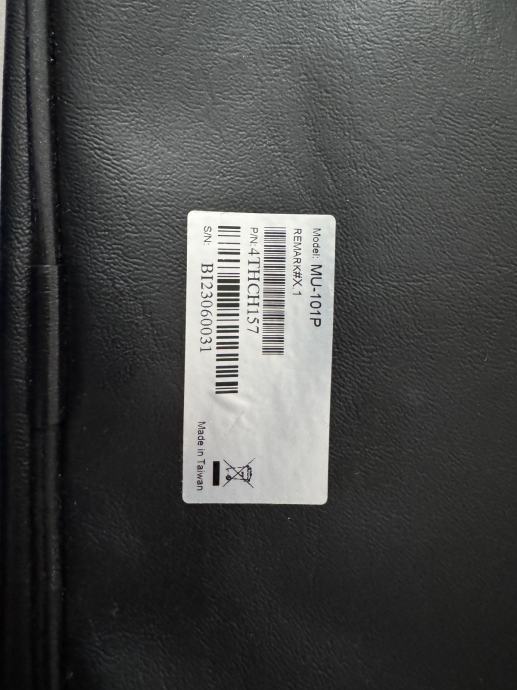 Model: MU-101P
REMARK#X.1
P/N:4THCH157
S/N: BI23060031
Made in Taiwan